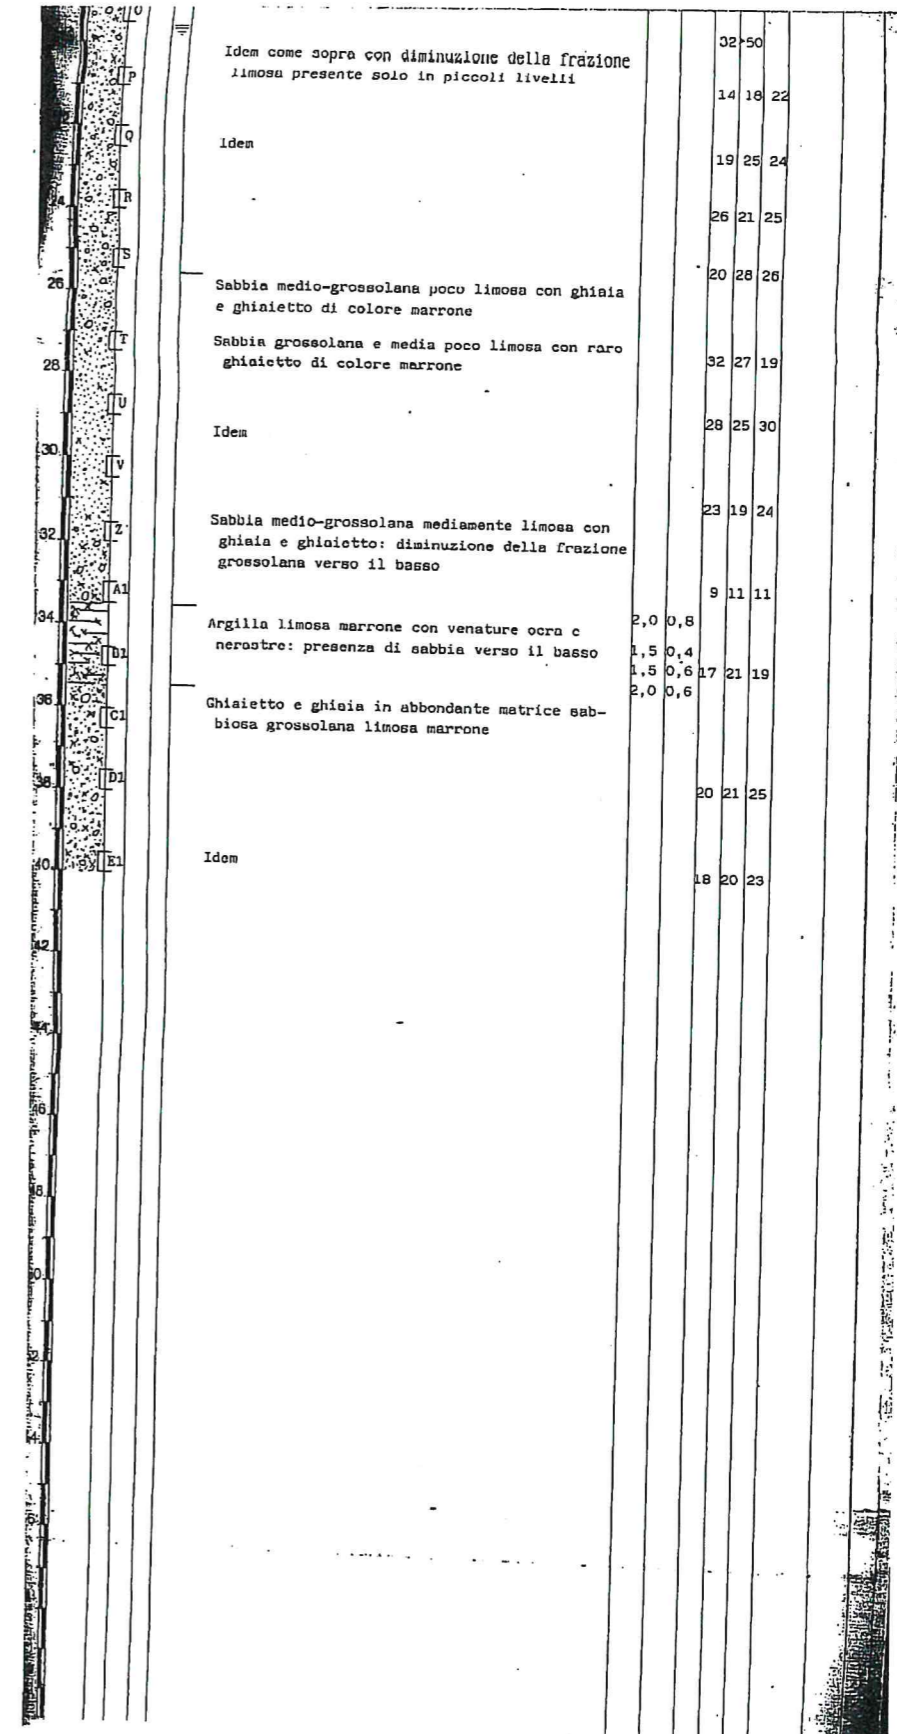 O
32 >50
Idem come sopra con diminuzione della frazione
limosa presente solo in piccoli livelli
P
14 18 22
Q
Idem
19 25 24
24
R
26 21 25
S
20 28 26
26
Sabbia medio-grossolana poco limosa con ghiaia
e ghiaietto di colore marrone
T
Sabbia grossolana e media poco limosa con raro
ghiaietto di colore marrone
28
32 27 19
U
Idem
28 25 30
30
V
23 19 24
Z
32
Sabbia medio-grossolana mediamente limosa con
ghiaia e ghiaietto: diminuzione della frazione
grossolana verso il basso
A1
9 11 11
34
Argilla limosa marrone con venature ocra e
nerastre: presenza di sabbia verso il basso
2,0 0,8
1,5 0,4
B1
1,5 0,6 17 21 19
2,0 0,6
36
Ghiaietto e ghiaia in abbondante matrice sab-
biosa grossolana limosa marrone
C1
38
D1
20 21 25
40
E1
Idem
18 20 23
42
44
46